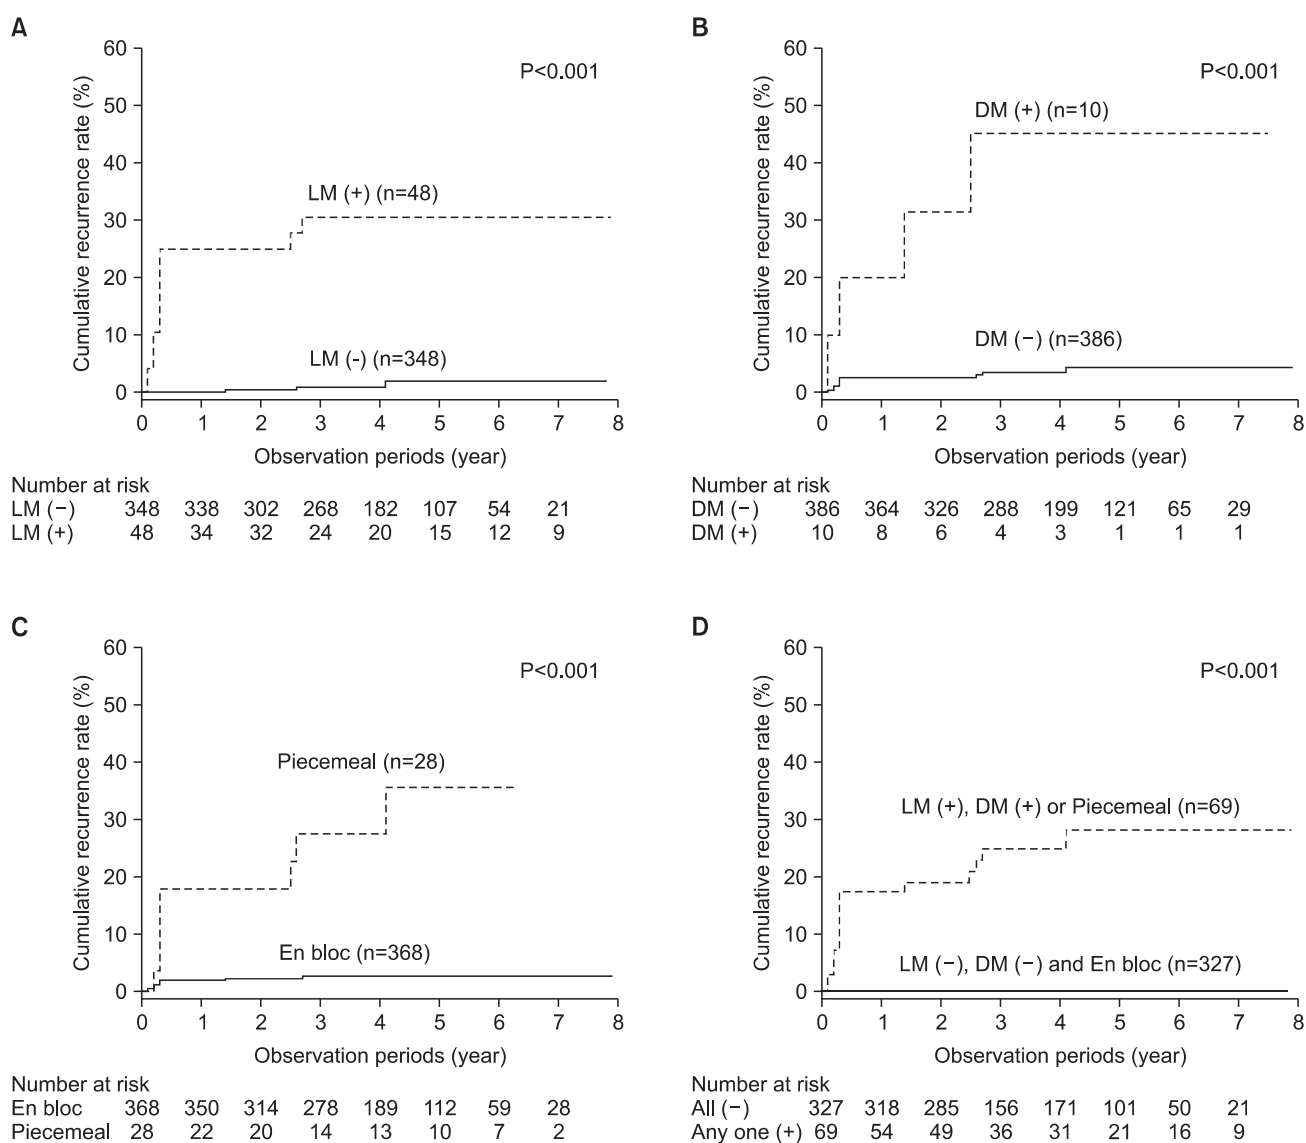 A
60
50
40
30
20
10
0
Cumulative recurrence rate (%)
P<0.001
LM (+) (n=48)
LM (-) (n=348)
0 1 2 3 4 5 6 7 8
Observation periods (year)
Number at risk
LM (−) 348 338 302 268 182 107 54 21
LM (+) 48 34 32 24 20 15 12 9
B
60
50
40
30
20
10
0
Cumulative recurrence rate (%)
P<0.001
DM (+) (n=10)
DM (−) (n=386)
0 1 2 3 4 5 6 7 8
Observation periods (year)
Number at risk
DM (−) 386 364 326 288 199 121 65 29
DM (+) 10 8 6 4 3 1 1 1
C
60
50
40
30
20
10
0
Cumulative recurrence rate (%)
P<0.001
Piecemeal (n=28)
En bloc (n=368)
0 1 2 3 4 5 6 7 8
Observation periods (year)
Number at risk
En bloc 368 350 314 278 189 112 59 28
Piecemeal 28 22 20 14 13 10 7 2
D
60
50
40
30
20
10
0
Cumulative recurrence rate (%)
P<0.001
LM (+), DM (+) or Piecemeal (n=69)
LM (−), DM (−) and En bloc (n=327)
0 1 2 3 4 5 6 7 8
Observation periods (year)
Number at risk
All (−) 327 318 285 156 171 101 50 21
Any one (+) 69 54 49 36 31 21 16 9